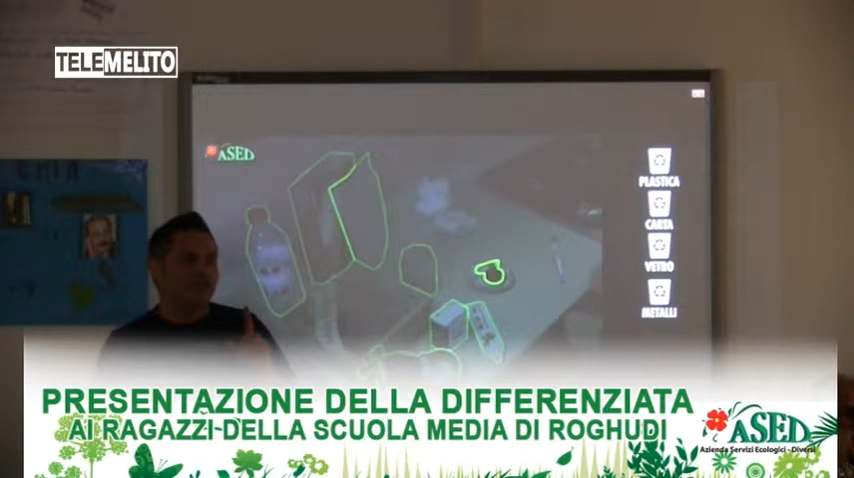 TELEMELITO
ASED
PLASTICA
CARTA
VETRO
METALLI
PRESENTAZIONE DELLA DIFFERENZIATA
AI RAGAZZI DELLA SCUOLA MEDIA DI ROGHUDI
ASED
Azienda Servizi Ecologici - Diversi